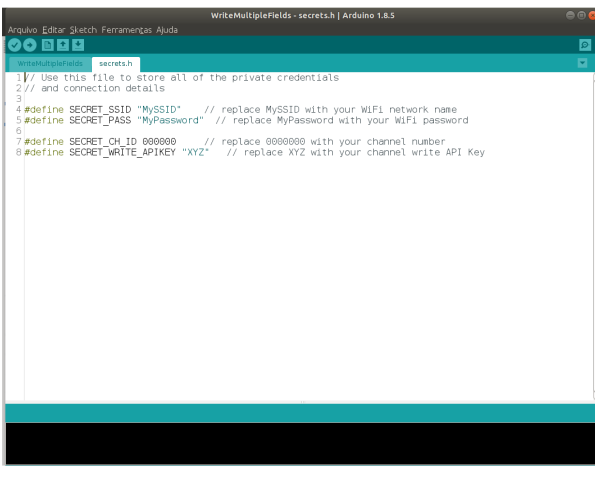 WriteMultipleFields - secrets.h | Arduino 1.8.5
Arquivo Editar Sketch Ferramentas Ajuda
WriteMultipleFields secrets.h
1 // Use this file to store all of the private credentials
2 // and connection details
3
4 #define SECRET_SSID "MySSID" // replace MySSID with your WiFi network name
5 #define SECRET_PASS "MyPassword" // replace MyPassword with your WiFi password
6
7 #define SECRET_CH_ID 000000 // replace 0000000 with your channel number
8 #define SECRET_WRITE_APIKEY "XYZ" // replace XYZ with your channel write API Key